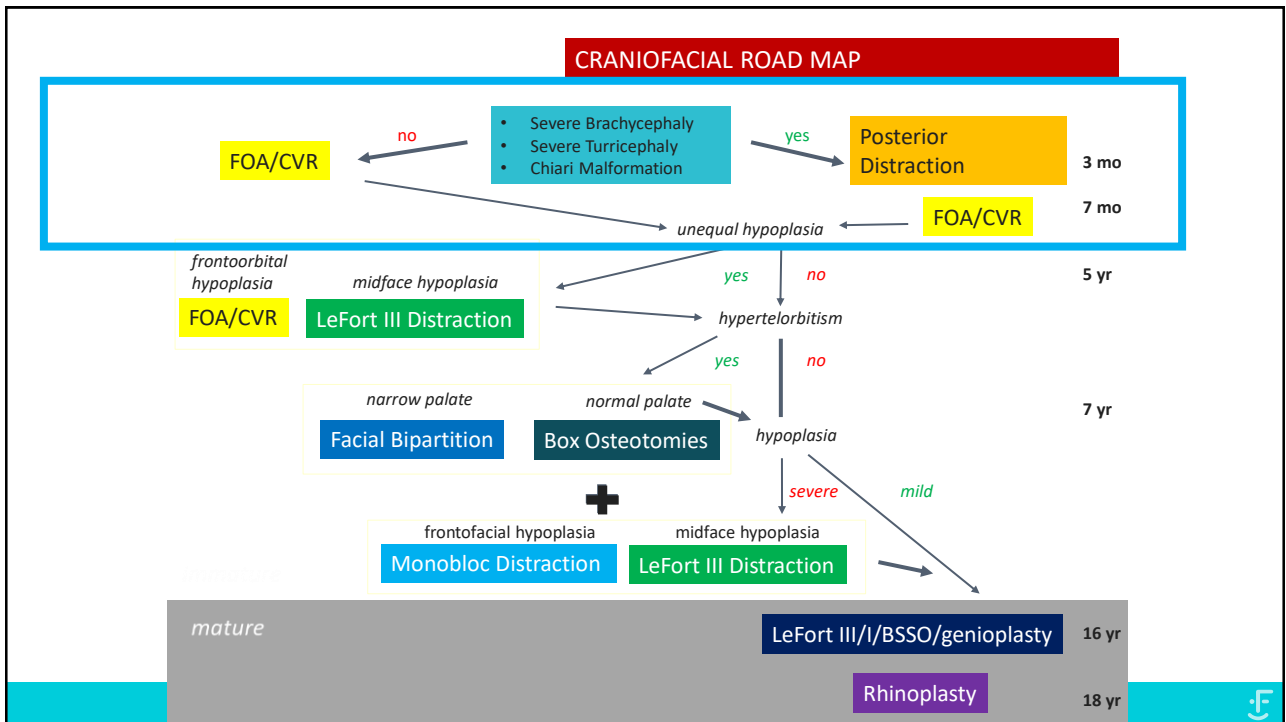 CRANIOFACIAL ROAD MAP
no
• Severe Brachycephaly
• Severe Turricephaly
• Chiari Malformation
yes
FOA/CVR
Posterior
Distraction
3 mo
7 mo
FOA/CVR
unequal hypoplasia
frontoorbital
hypoplasia
midface hypoplasia
yes
no
5 yr
FOA/CVR
LeFort III Distraction
hypertelorbitism
yes
no
narrow palate
normal palate
7 yr
Facial Bipartition
Box Osteotomies
hypoplasia
severe
mild
frontofacial hypoplasia
midface hypoplasia
Monobloc Distraction
LeFort III Distraction
mature
LeFort III/I/BSSO/genioplasty
16 yr
Rhinoplasty
18 yr